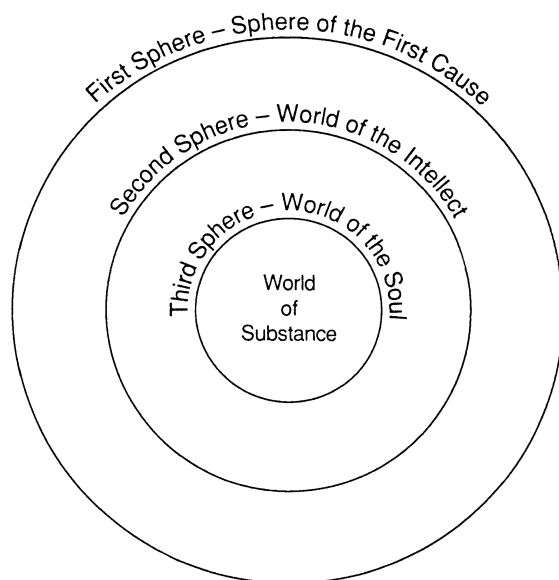 First Sphere – Sphere of the First Cause
Second Sphere – World of the Intellect
Third Sphere – World of the Soul
World
of
Substance